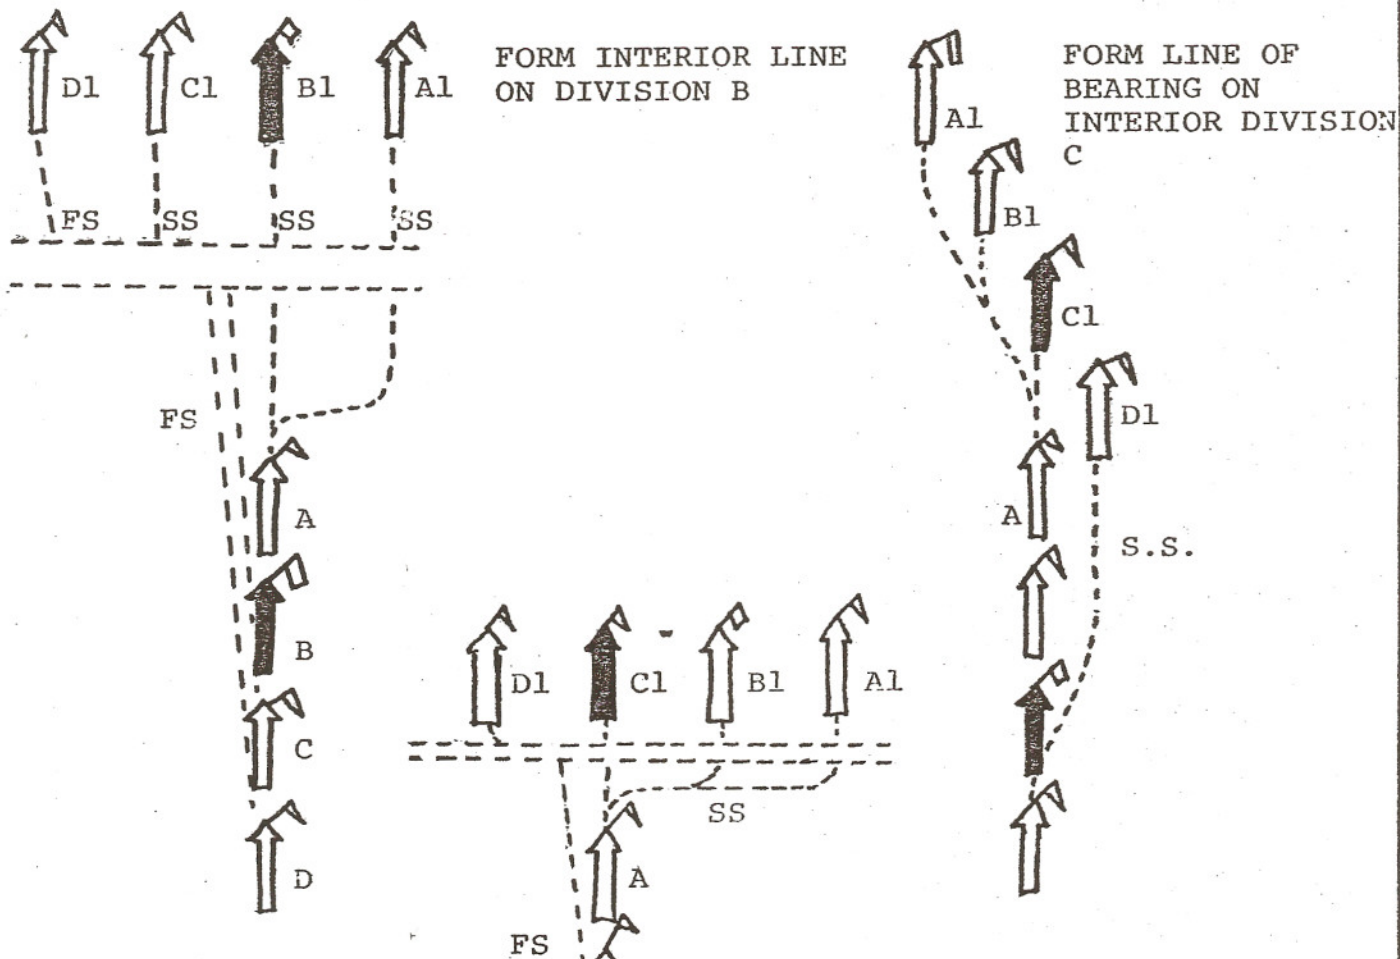 D1
C1
B1
A1
FORM INTERIOR LINE
ON DIVISION B
FS
SS
SS
SS
FS
A
B
C
D
D1
C1
B1
A1
SS
A
FS
FORM LINE OF
BEARING ON
INTERIOR DIVISION
C
A1
B1
C1
D1
A
S.S.